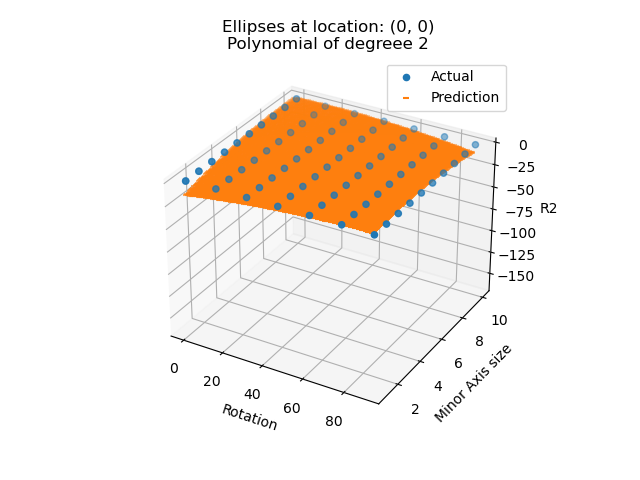 Ellipses at location: (0, 0)
Polynomial of degreee 2
Actual
Prediction
0
−25
−50
−75
−100
−125
−150
R2
10
8
6
4
2
Minor Axis size
0
20
40
60
80
Rotation